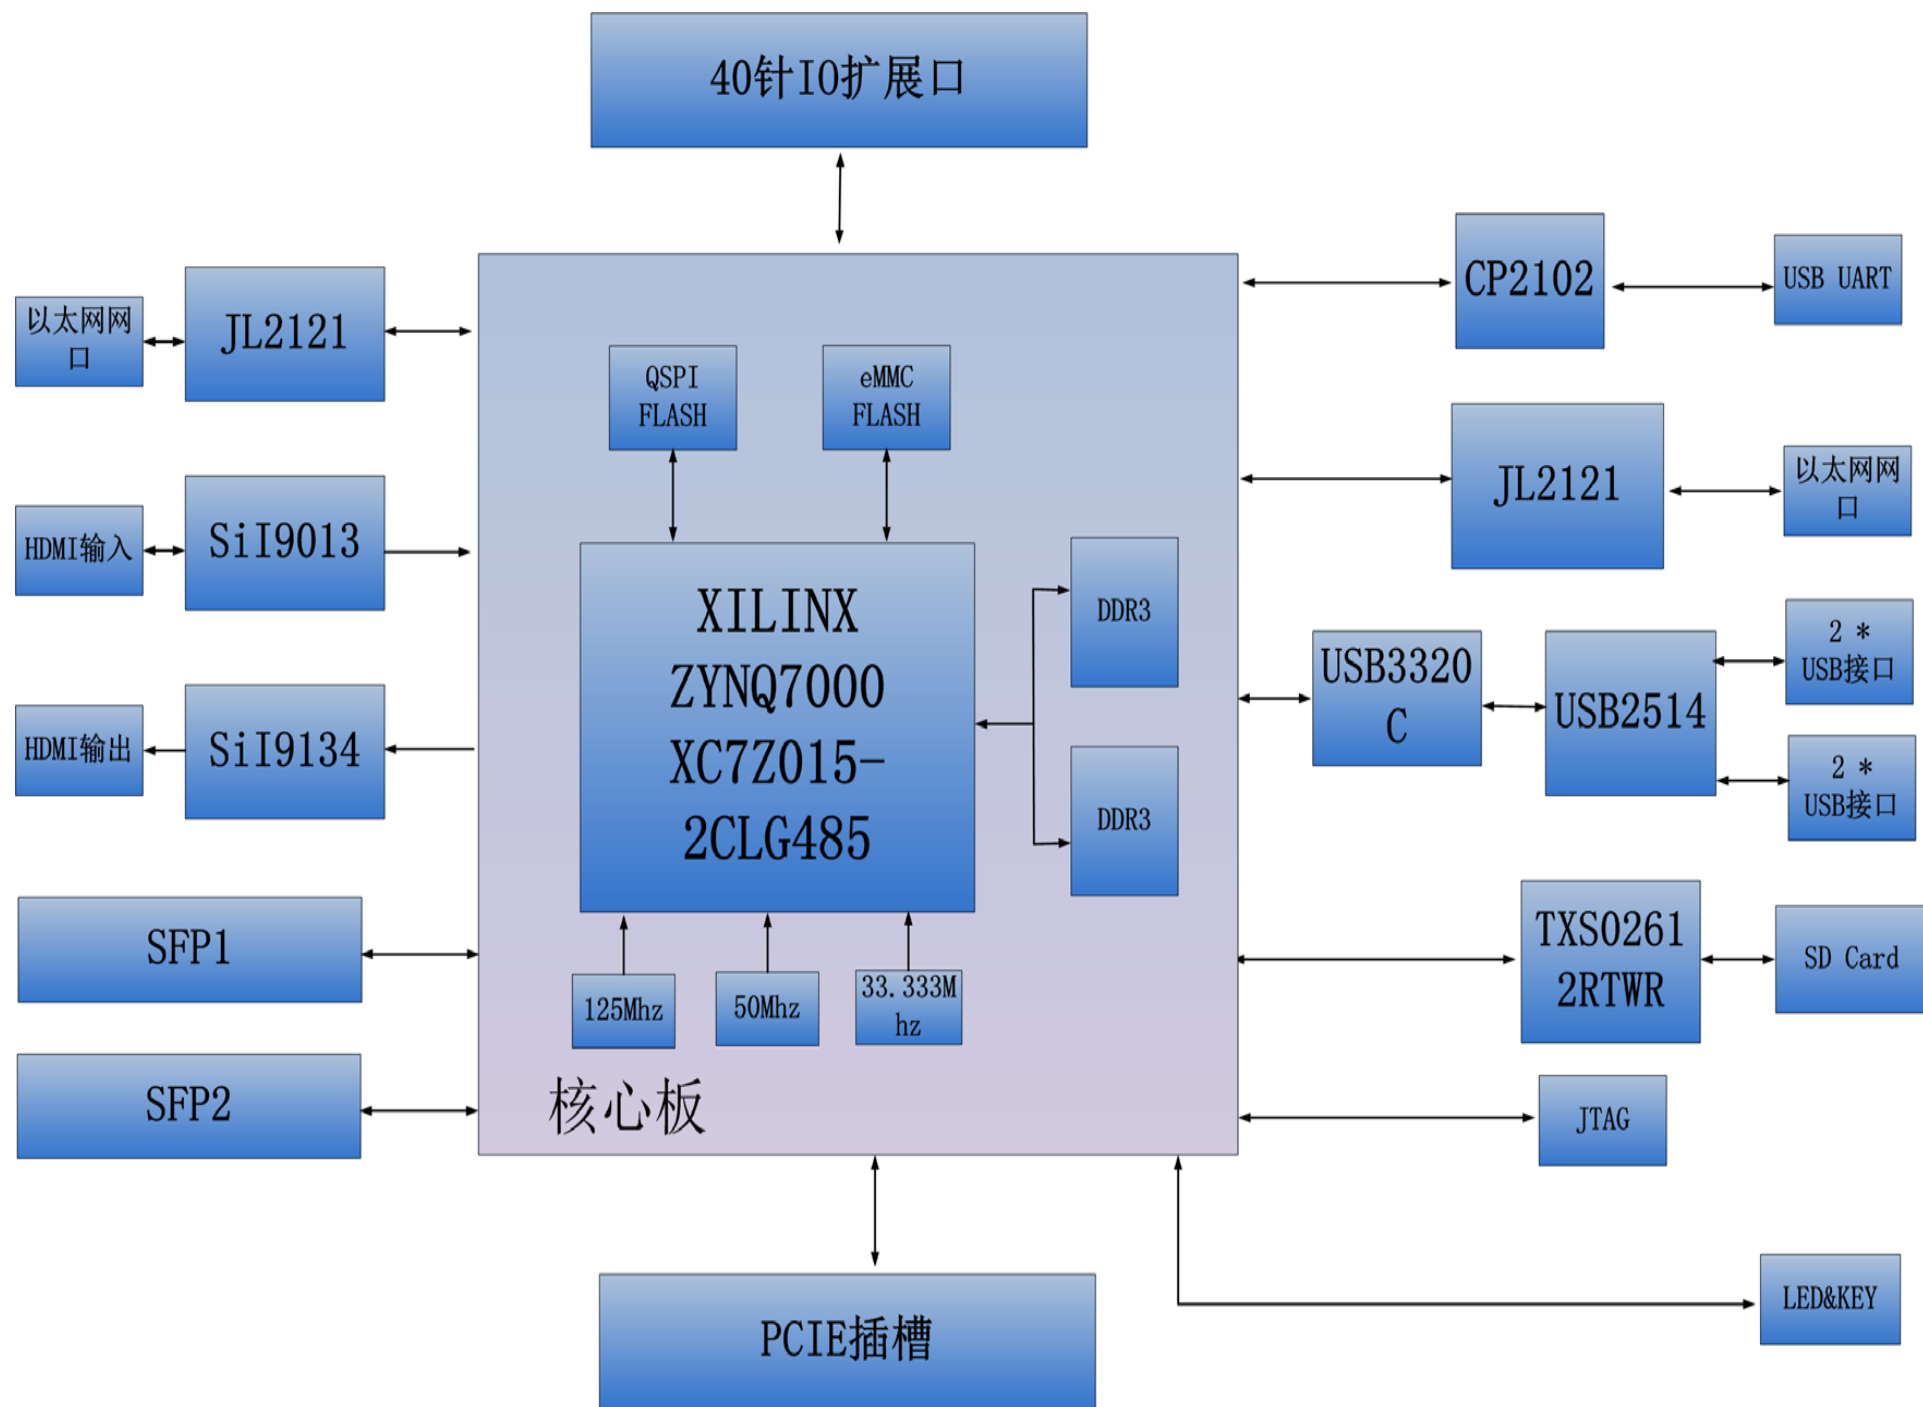 40针IO扩展口
以太网网
口
JL2121
HDMI输入
SiI9013
HDMI输出
SiI9134
SFP1
SFP2
QSPI
FLASH
eMMC
FLASH
XILINX
ZYNQ7000
XC7Z015-
2CLG485
DDR3
DDR3
125Mhz
50Mhz
33.333M
hz
核心板
CP2102
USB UART
JL2121
以太网网
口
USB3320
C
USB2514
2 *
USB接口
2 *
USB接口
TXS0261
2RTWR
SD Card
JTAG
LED&KEY
PCIE插槽